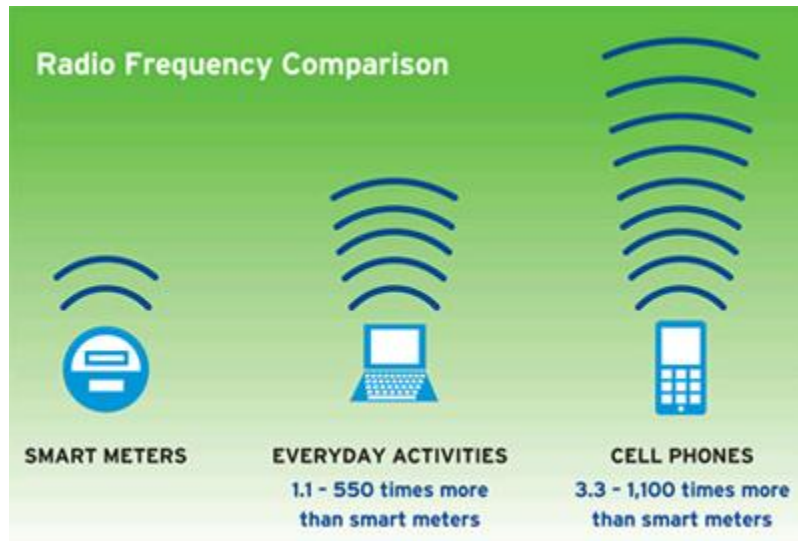 Radio Frequency Comparison
SMART METERS
EVERYDAY ACTIVITIES
1.1 - 550 times more
than smart meters
CELL PHONES
3.3 - 1,100 times more
than smart meters